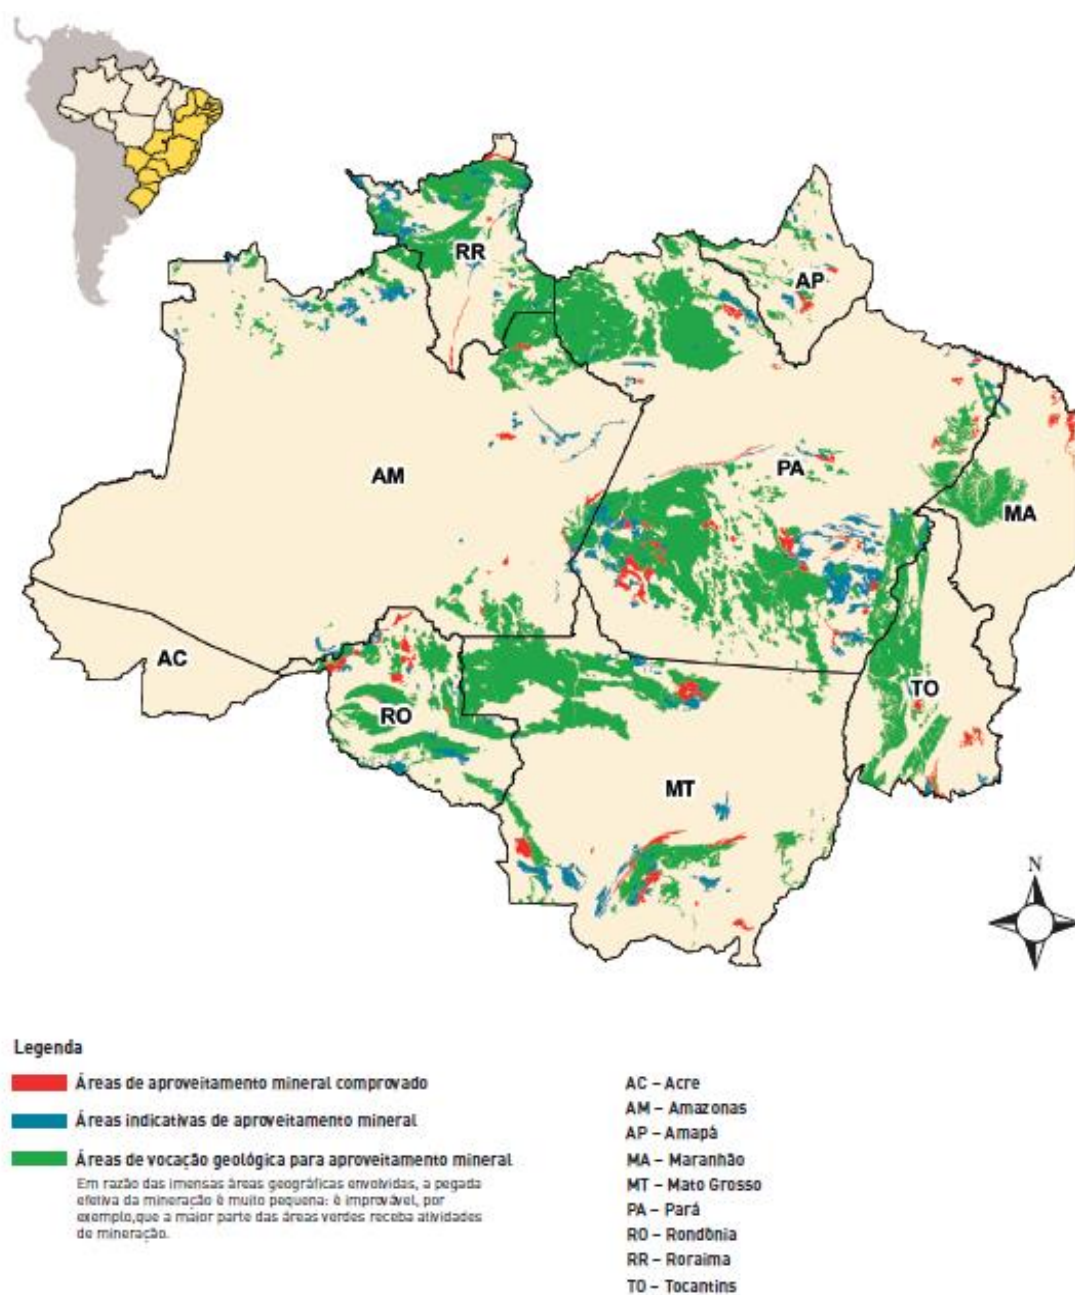 RR
AP
AM
PA
MA
AC
RO
TO
MT
N
Legenda
Áreas de aproveitamento mineral comprovado
Áreas indicativas de aproveitamento mineral
Áreas de vocação geológica para aproveitamento mineral
Em razão das imensas áreas geográficas envolvidas, a pegada
efetiva da mineração é muito pequena: é improvável, por
exemplo,que a maior parte das áreas verdes receba atividades
de mineração.
AC – Acre
AM – Amazonas
AP – Amapá
MA – Maranhão
MT – Mato Grosso
PA – Pará
RO – Rondônia
RR – Roraima
TO – Tocantins